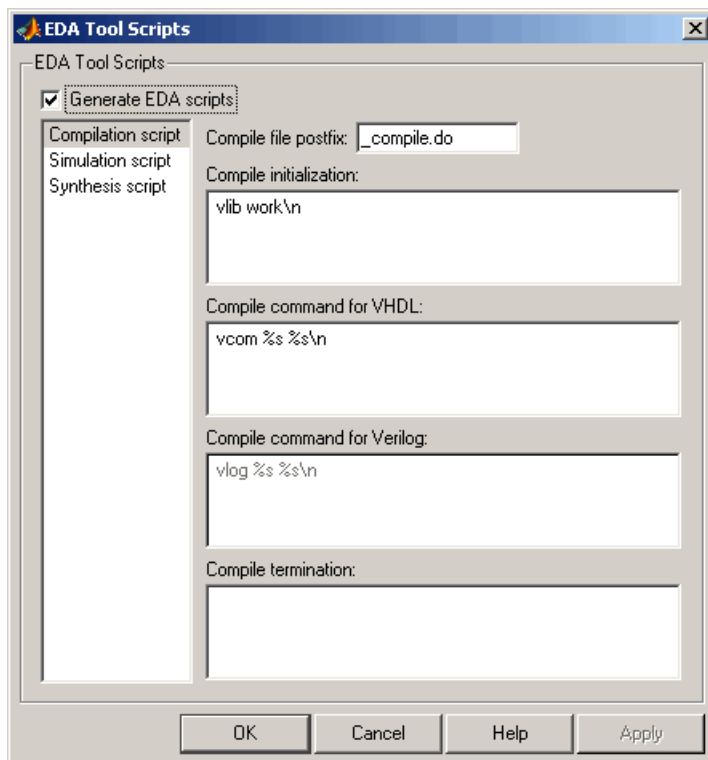 EDA Tool Scripts
EDA Tool Scripts
Generate EDA scripts
Compilation script
Simulation script
Synthesis script
Compile file postfix: _compile.do
Compile initialization:
vlib work\n
Compile command for VHDL:
vcom %s %s\n
Compile command for Verilog:
vlog %s %s\n
Compile termination:
OK Cancel Help Apply